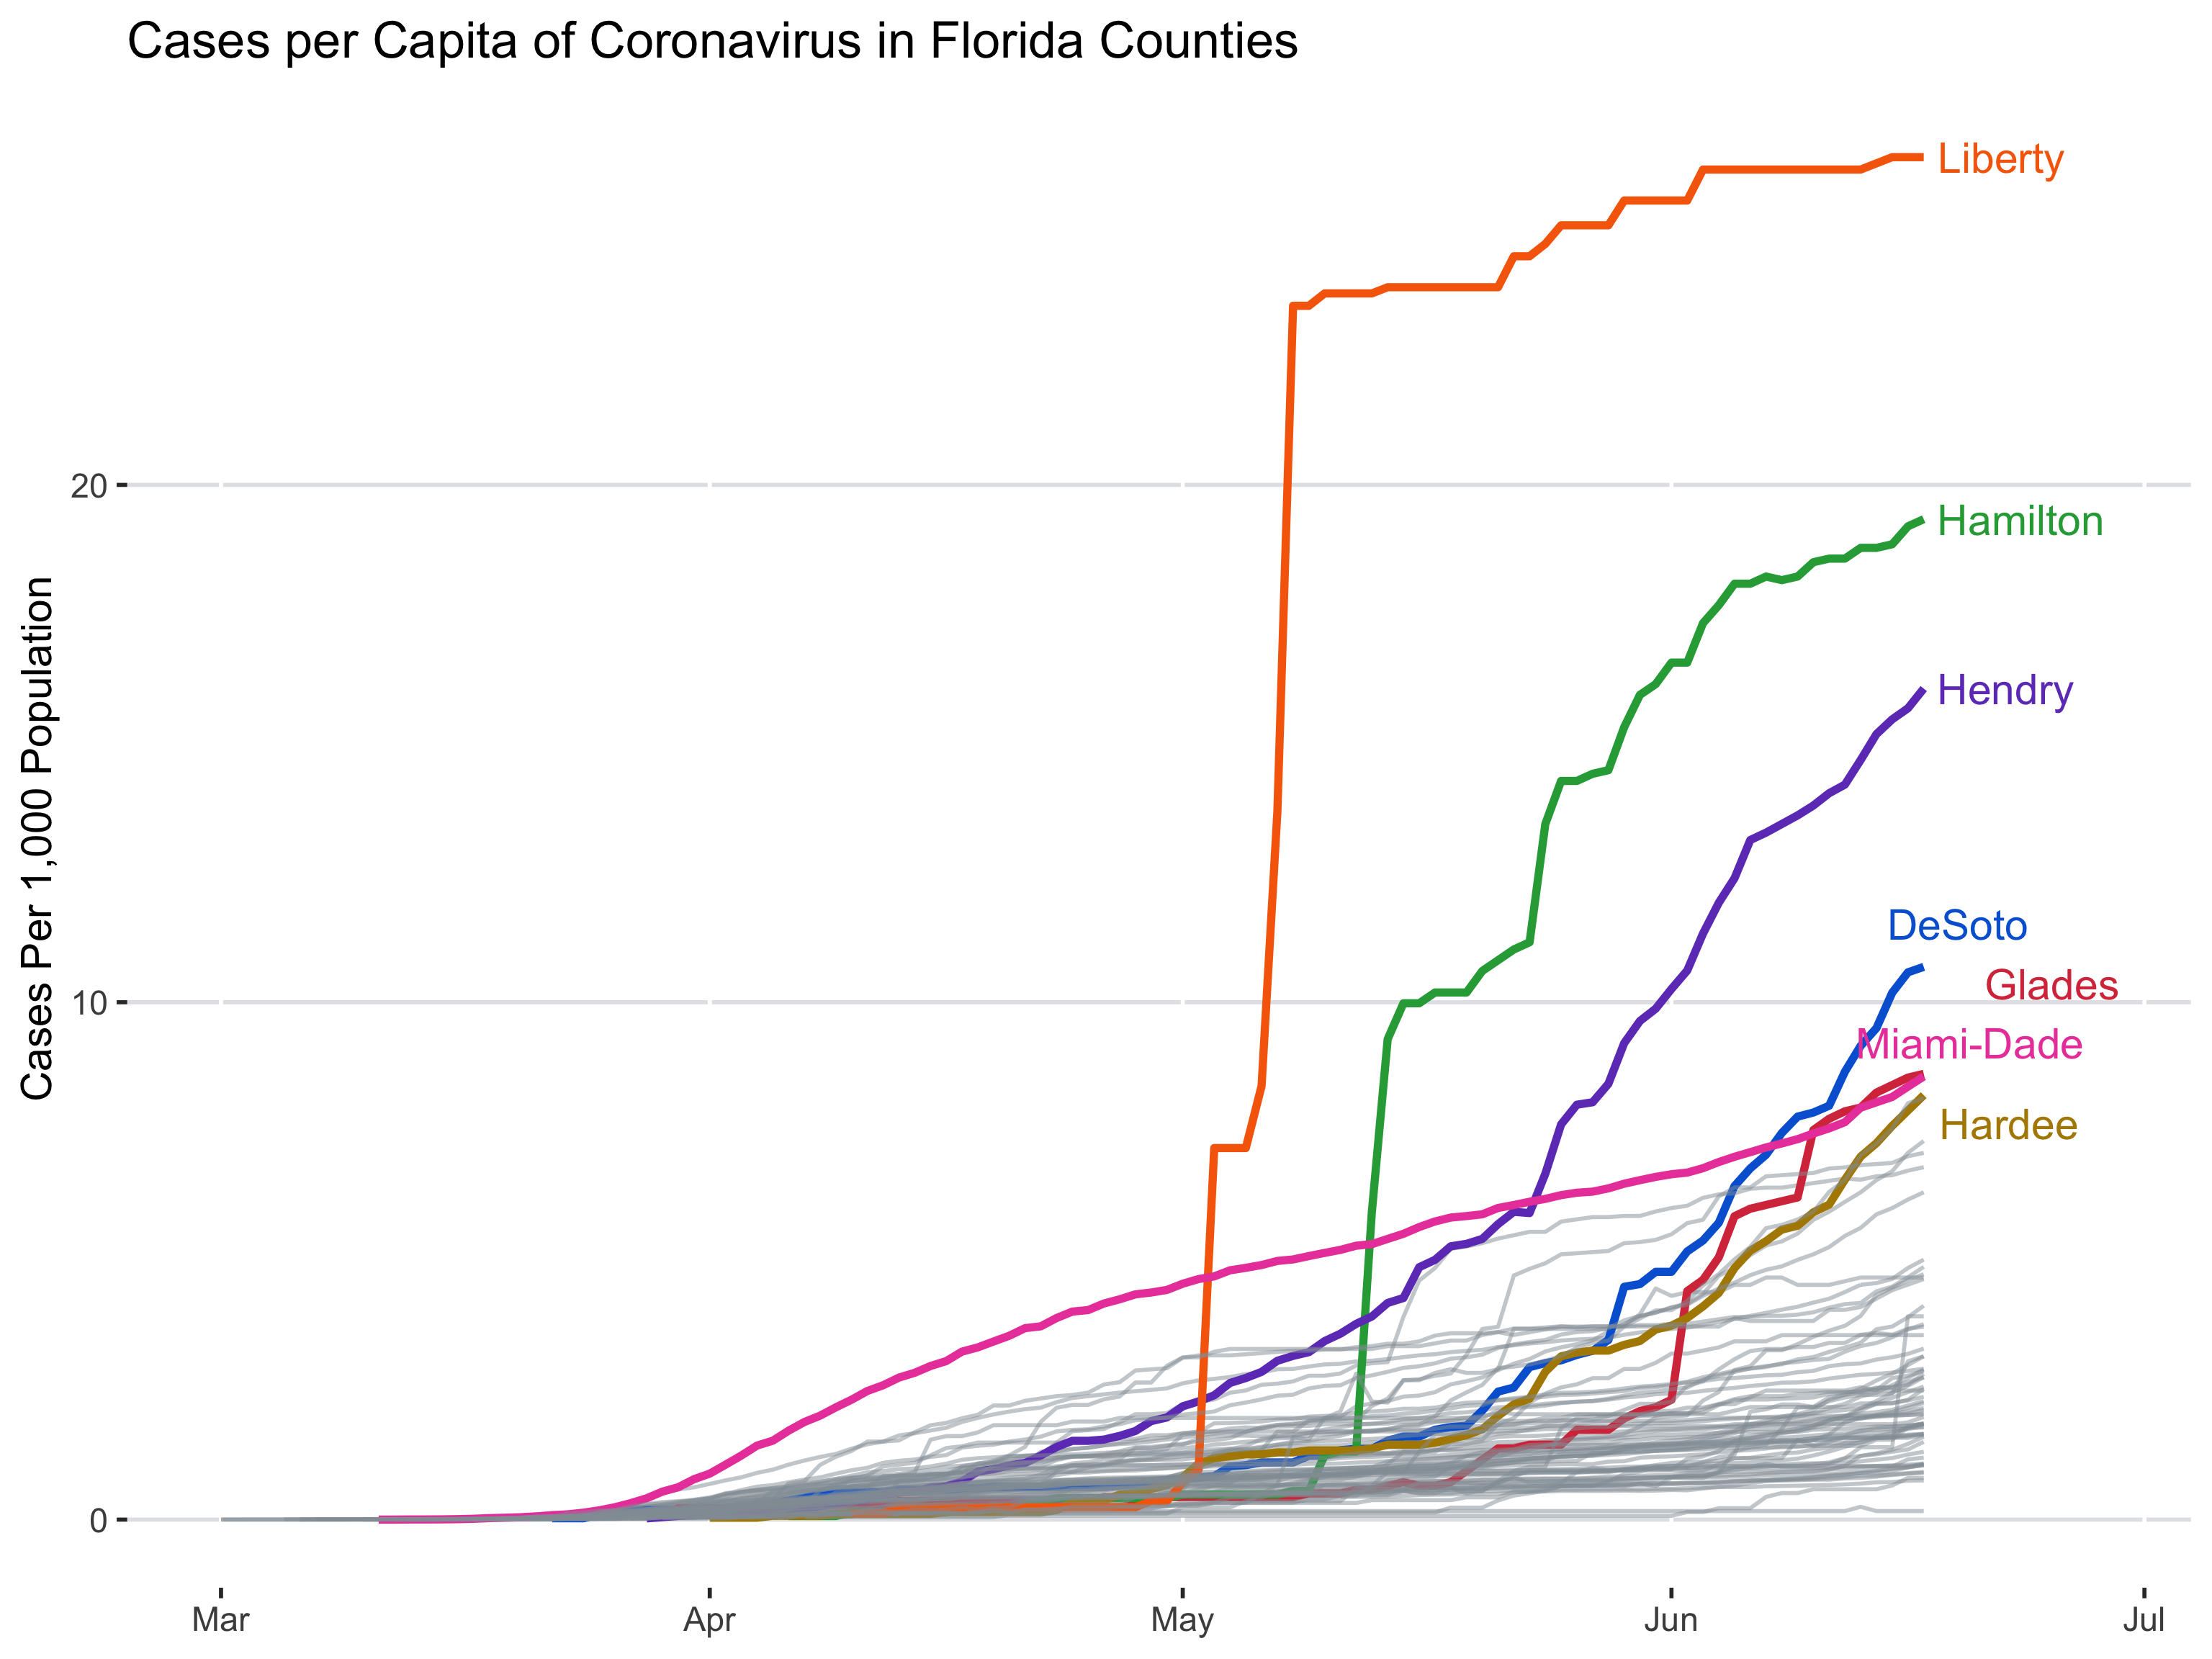 Cases per Capita of Coronavirus in Florida Counties
Cases Per 1,000 Population
20
10
0
Mar
Apr
May
Jun
Jul
Liberty
Hamilton
Hendry
DeSoto
Glades
Miami-Dade
Hardee